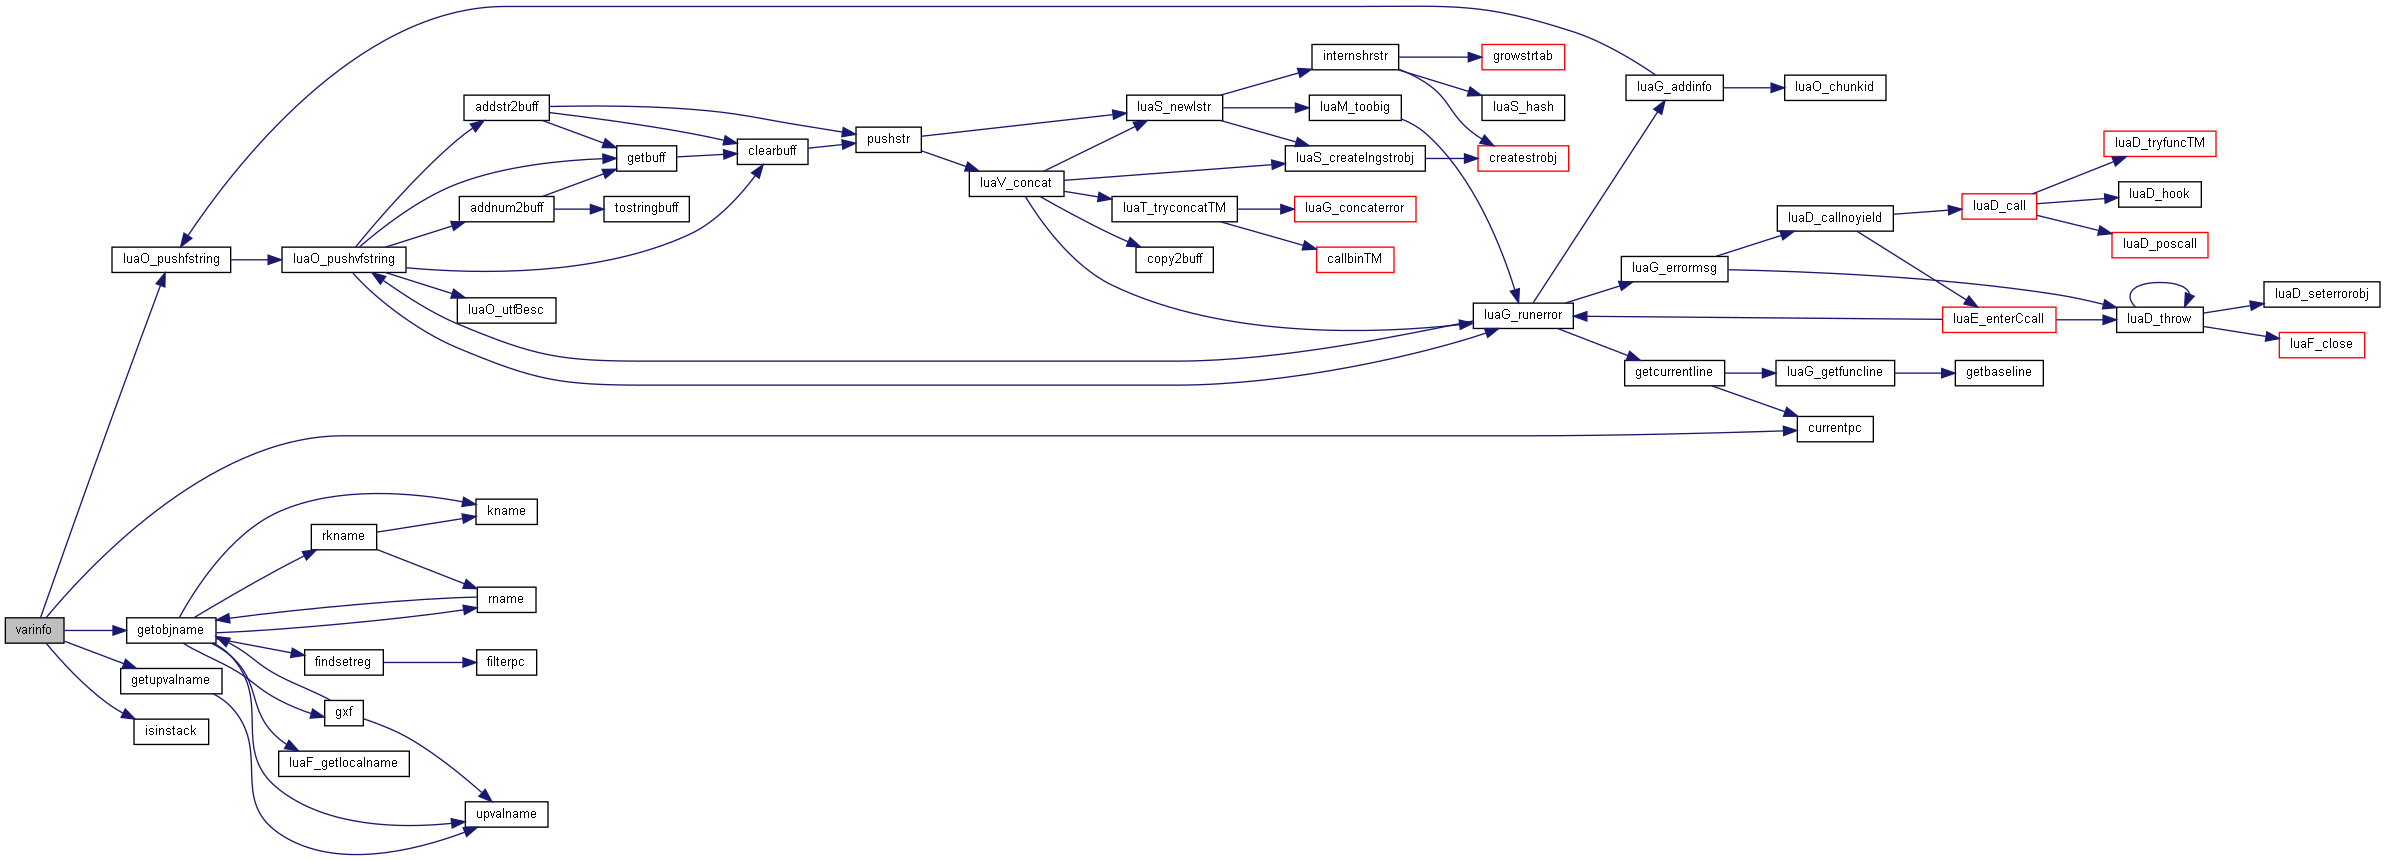 internshrstr
growstrtab
luaG_addinfo
luaO_chunkid
addstr2buff
luaS_newlstr
luaM_toobig
luaS_hash
pushstr
luaD_tryfuncTM
clearbuff
getbuff
luaS_createlngstrobj
createstrobj
luaV_concat
luaD_hook
addnum2buff
tostringbuff
luaT_tryconcatTM
luaG_concaterror
luaD_call
luaD_callnoyield
luaD_poscall
luaO_pushfstring
luaO_pushvfstring
copy2buff
callbinTM
luaG_errormsg
luaD_seterrorobj
luaO_utf8esc
luaG_runerror
luaE_enterCcall
luaD_throw
luaF_close
getcurrentline
luaG_getfuncline
getbaseline
currentpc
kname
rkname
rname
varinfo
getobjname
findsetreg
filterpc
getupvalname
gxf
isinstack
luaF_getlocalname
upvalname